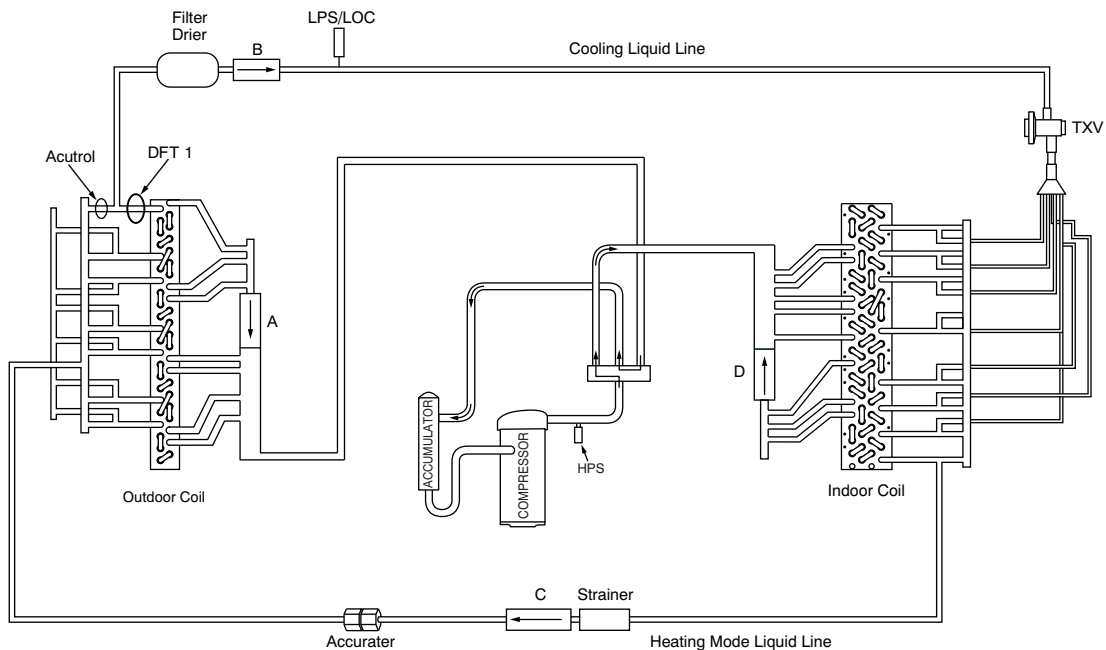 Filter
Drier
LPS/LOC
B
Cooling Liquid Line
TXV
Acutrol
DFT 1
A
D
ACCUMULATOR
COMPRESSOR
HPS
Outdoor Coil
Indoor Coil
C
Strainer
Accurater
Heating Mode Liquid Line